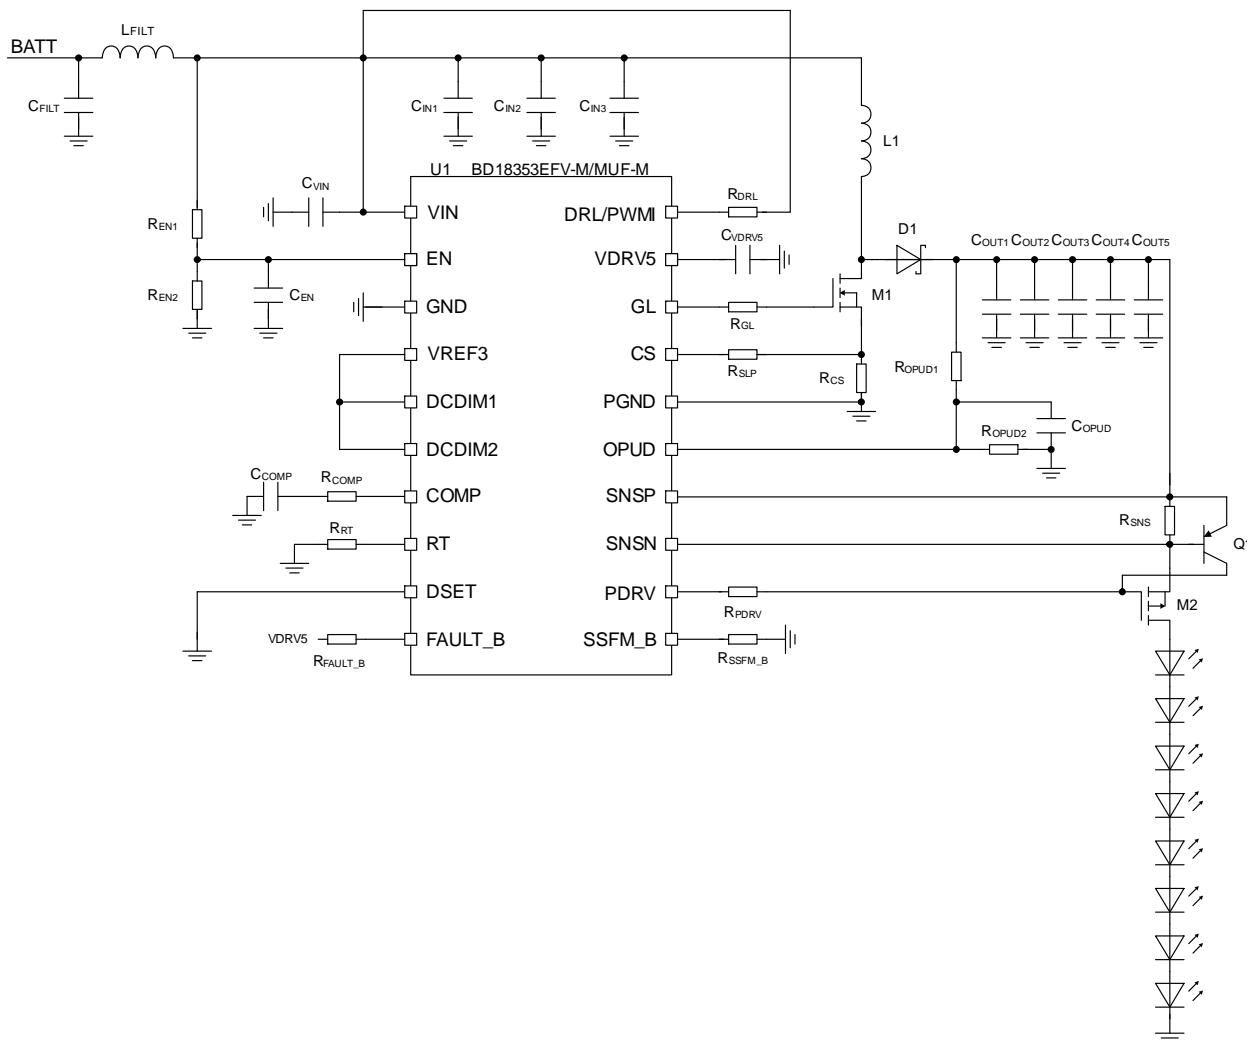 LFILT
BATT
CFILT
CIN1 CIN2 CIN3
L1
U1 BD18353EFV-M/MUF-M
CVIN
RDRL
VIN
DRL/PWMI
REN1
CVDRV5
D1
COUT1 COUT2 COUT3 COUT4 COUT5
EN
VDRV5
REN2
CEN
M1
GND
GL
RGL
VREF3
CS
RSLP
RCS
ROPUD1
DCDIM1
PGND
COPUD
ROPUD2
DCDIM2
OPUD
CCOMP
RCOMP
COMP
SNSP
RSNS
RRT
RT
SNSN
Q1
DSET
PDRV
RPDRV
M2
VDRV5
RFAULT_B
FAULT_B
SSFM_B
RSSFM_B